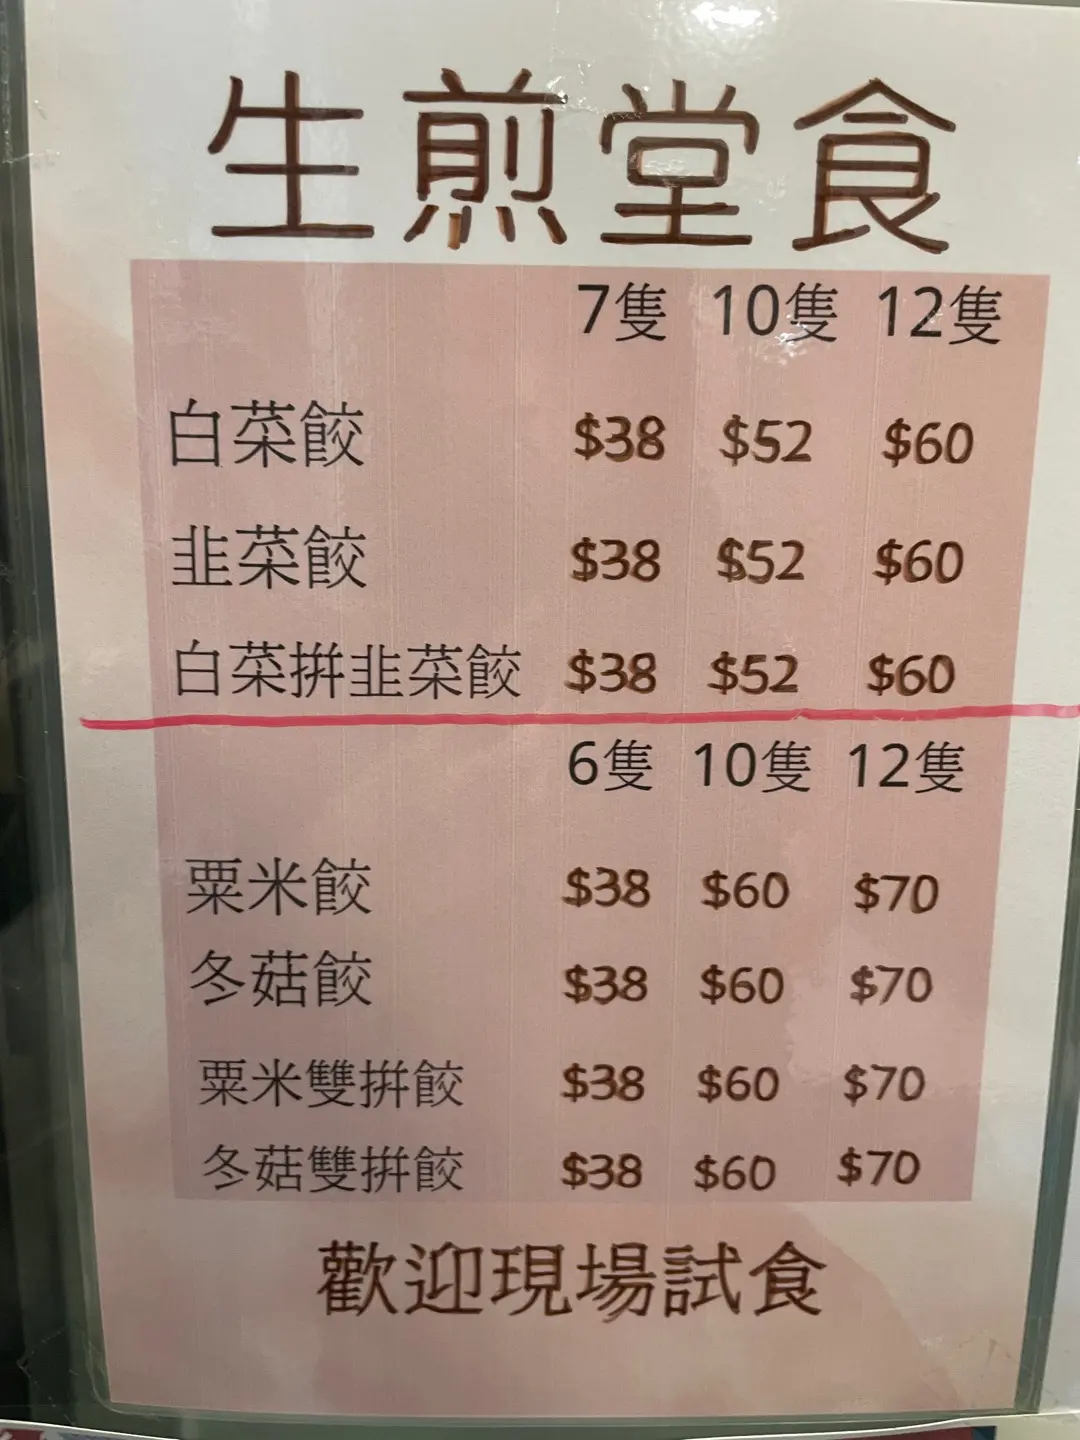 生煎堂食
7隻 10隻 12隻
白菜餃 $38 $52 $60
韭菜餃 $38 $52 $60
白菜拼韭菜餃 $38 $52 $60
6隻 10隻 12隻
粟米餃 $38 $60 $70
冬菇餃 $38 $60 $70
粟米雙拼餃 $38 $60 $70
冬菇雙拼餃 $38 $60 $70
歡迎現場試食